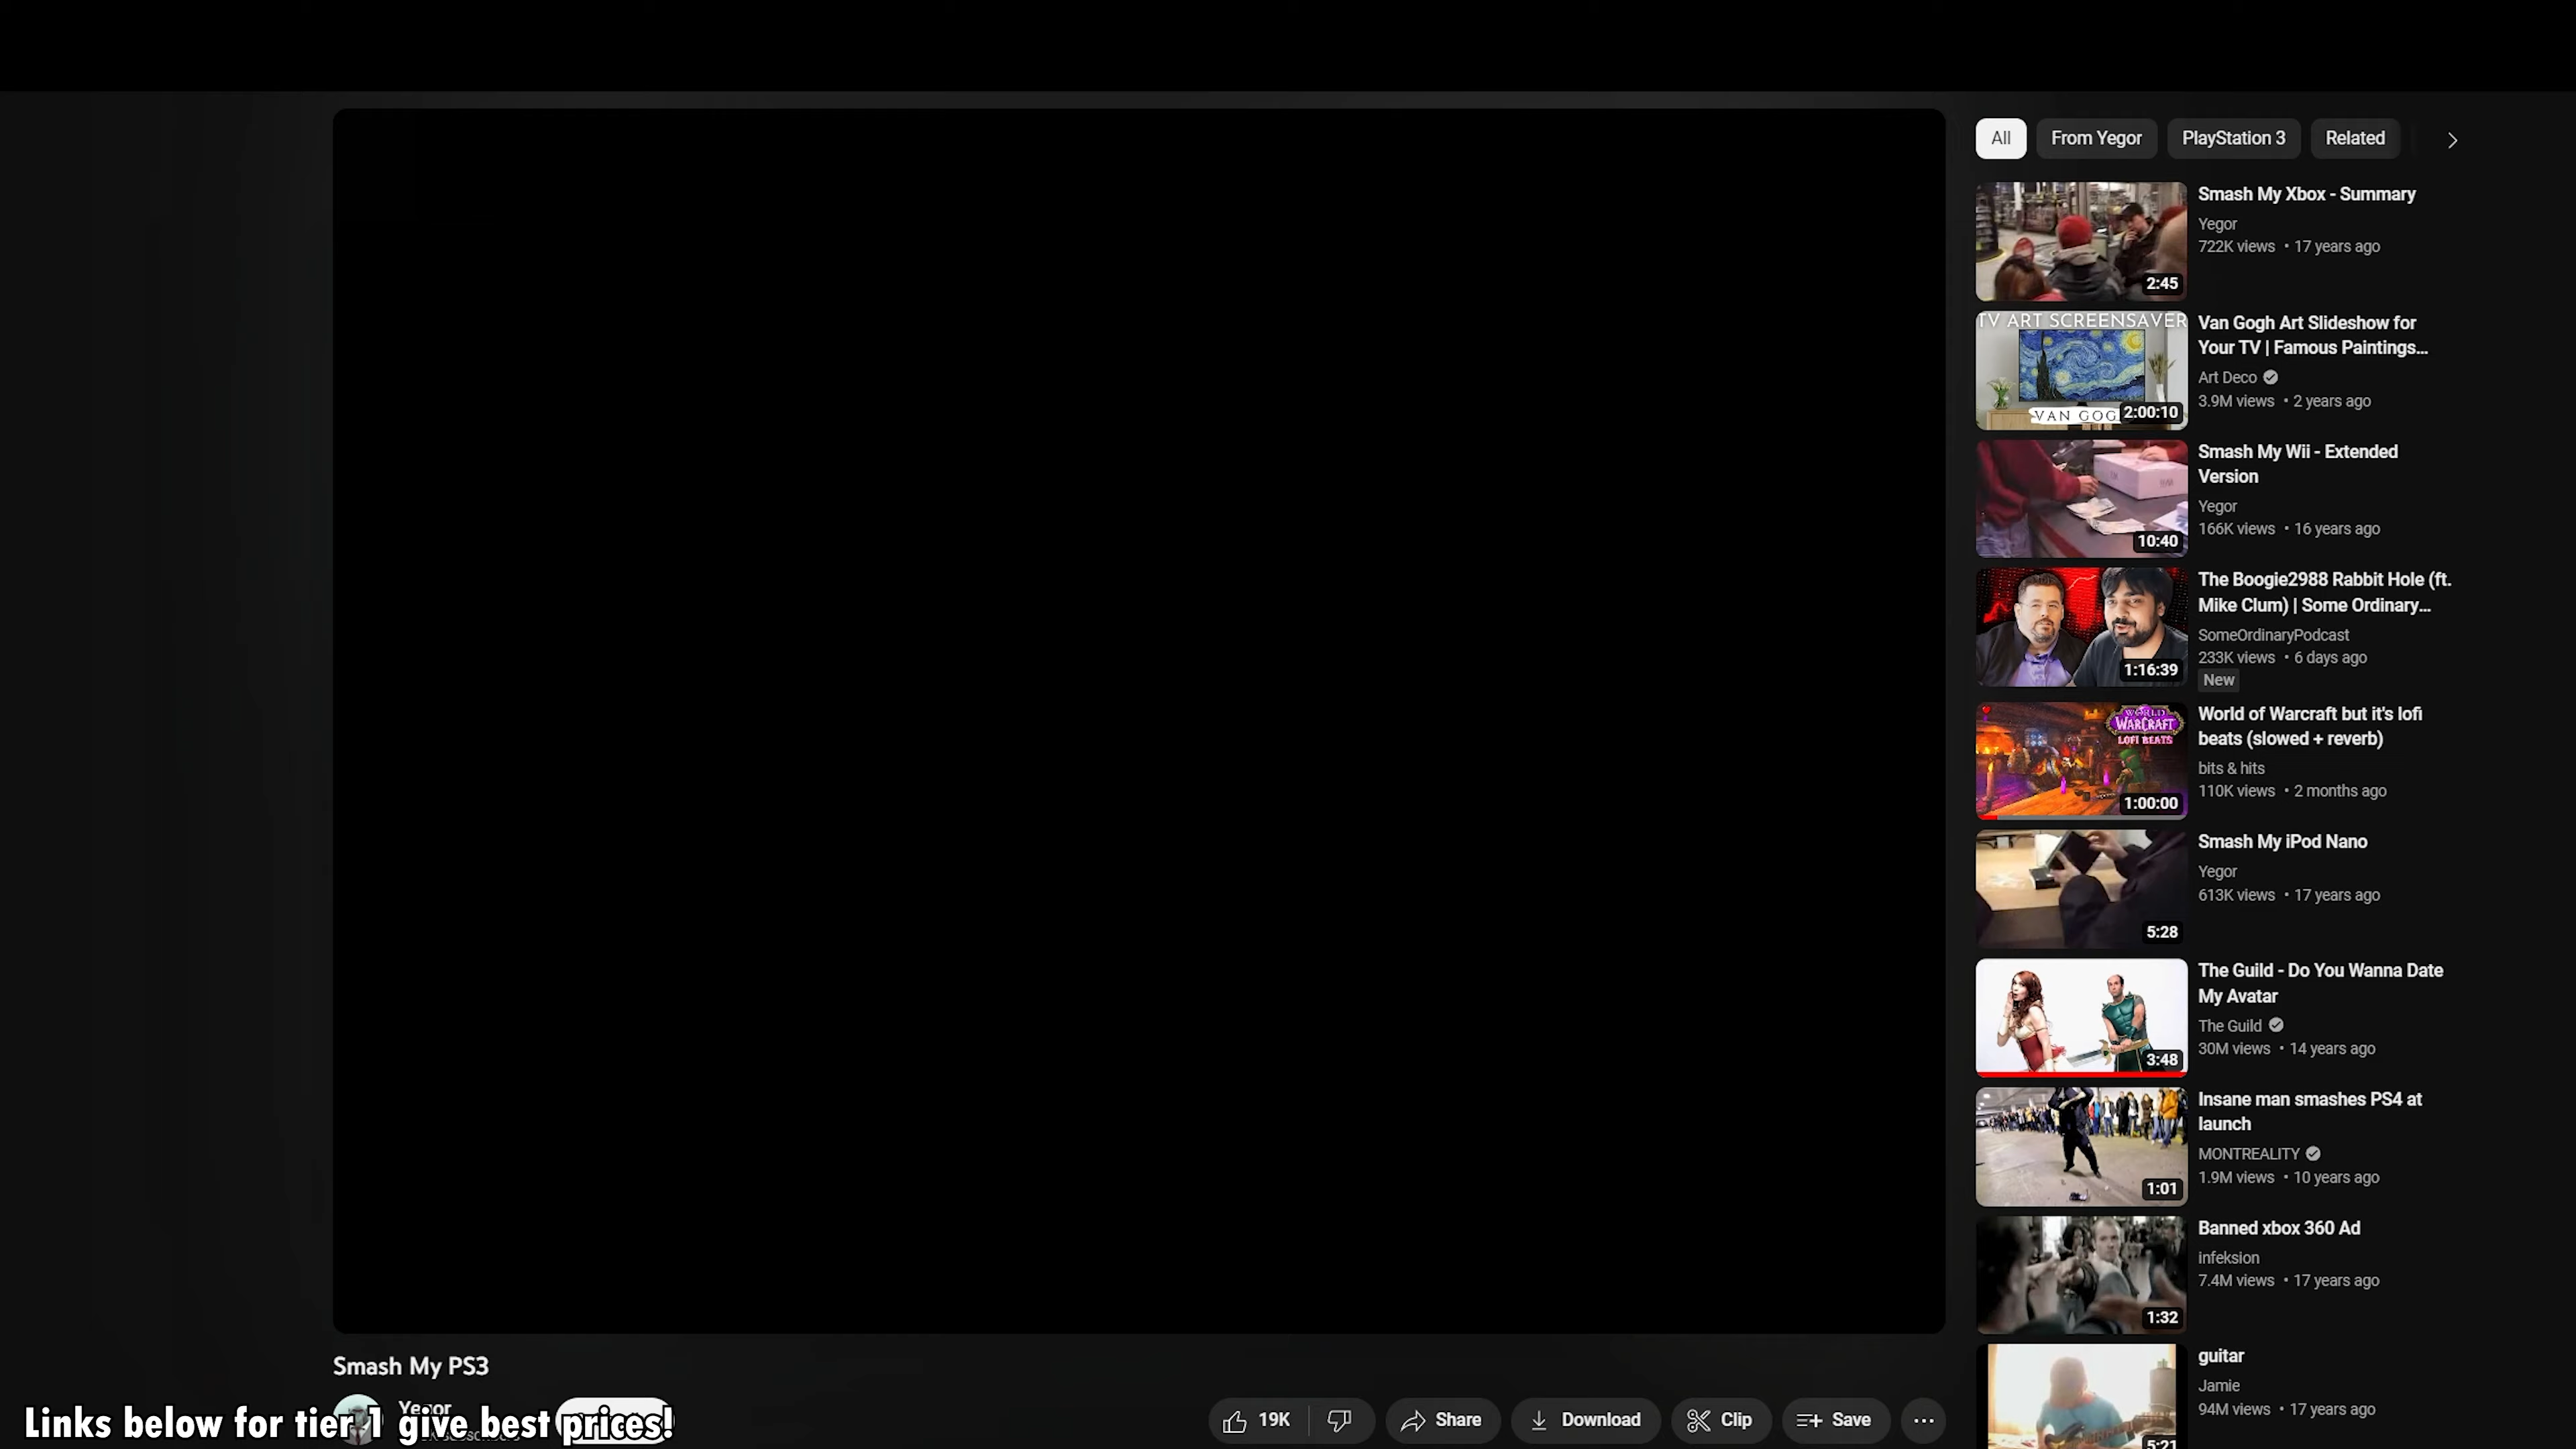 All
From Yegor
PlayStation 3
Related
Smash My Xbox - Summary
Yegor
722K views • 17 years ago
2:45
TV ART SCREENSAVER
VAN GOG
2:00:10
Van Gogh Art Slideshow for
Your TV | Famous Paintings...
Art Deco
3.9M views • 2 years ago
Smash My Wii - Extended
Version
Yegor
166K views • 16 years ago
10:40
The Boogie2988 Rabbit Hole (ft.
Mike Clum) | Some Ordinary...
SomeOrdinaryPodcast
233K views • 6 days ago
New
1:16:39
WORLD
WARCRAFT
LOFI BEATS
1:00:00
World of Warcraft but it's lofi
beats (slowed + reverb)
bits & hits
110K views • 2 months ago
Smash My iPod Nano
Yegor
613K views • 17 years ago
5:28
The Guild - Do You Wanna Date
My Avatar
The Guild
30M views • 14 years ago
3:48
Insane man smashes PS4 at
launch
MONTREALITY
1.9M views • 10 years ago
1:01
Banned xbox 360 Ad
infeksion
7.4M views • 17 years ago
1:32
guitar
Jamie
94M views • 17 years ago
5:21
Smash My PS3
Yegor
Links below for tier 1 give best prices!
19K
Share
Download
Clip
Save